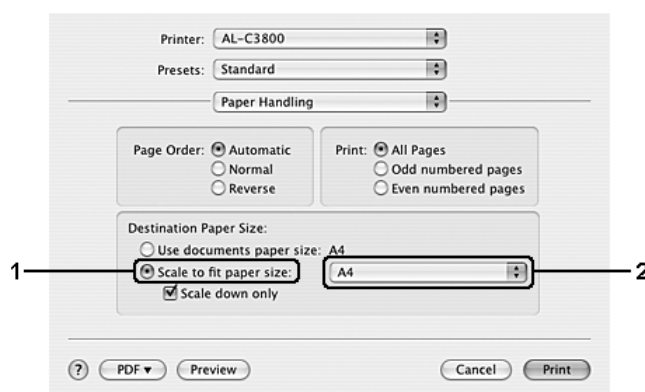 Printer: AL-C3800
Presets: Standard
Paper Handling
Page Order: Automatic
Normal
Reverse
Print: All Pages
Odd numbered pages
Even numbered pages
Destination Paper Size:
Use documents paper size: A4
1 Scale to fit paper size: A4 2
Scale down only
? PDF▼ Preview Cancel Print